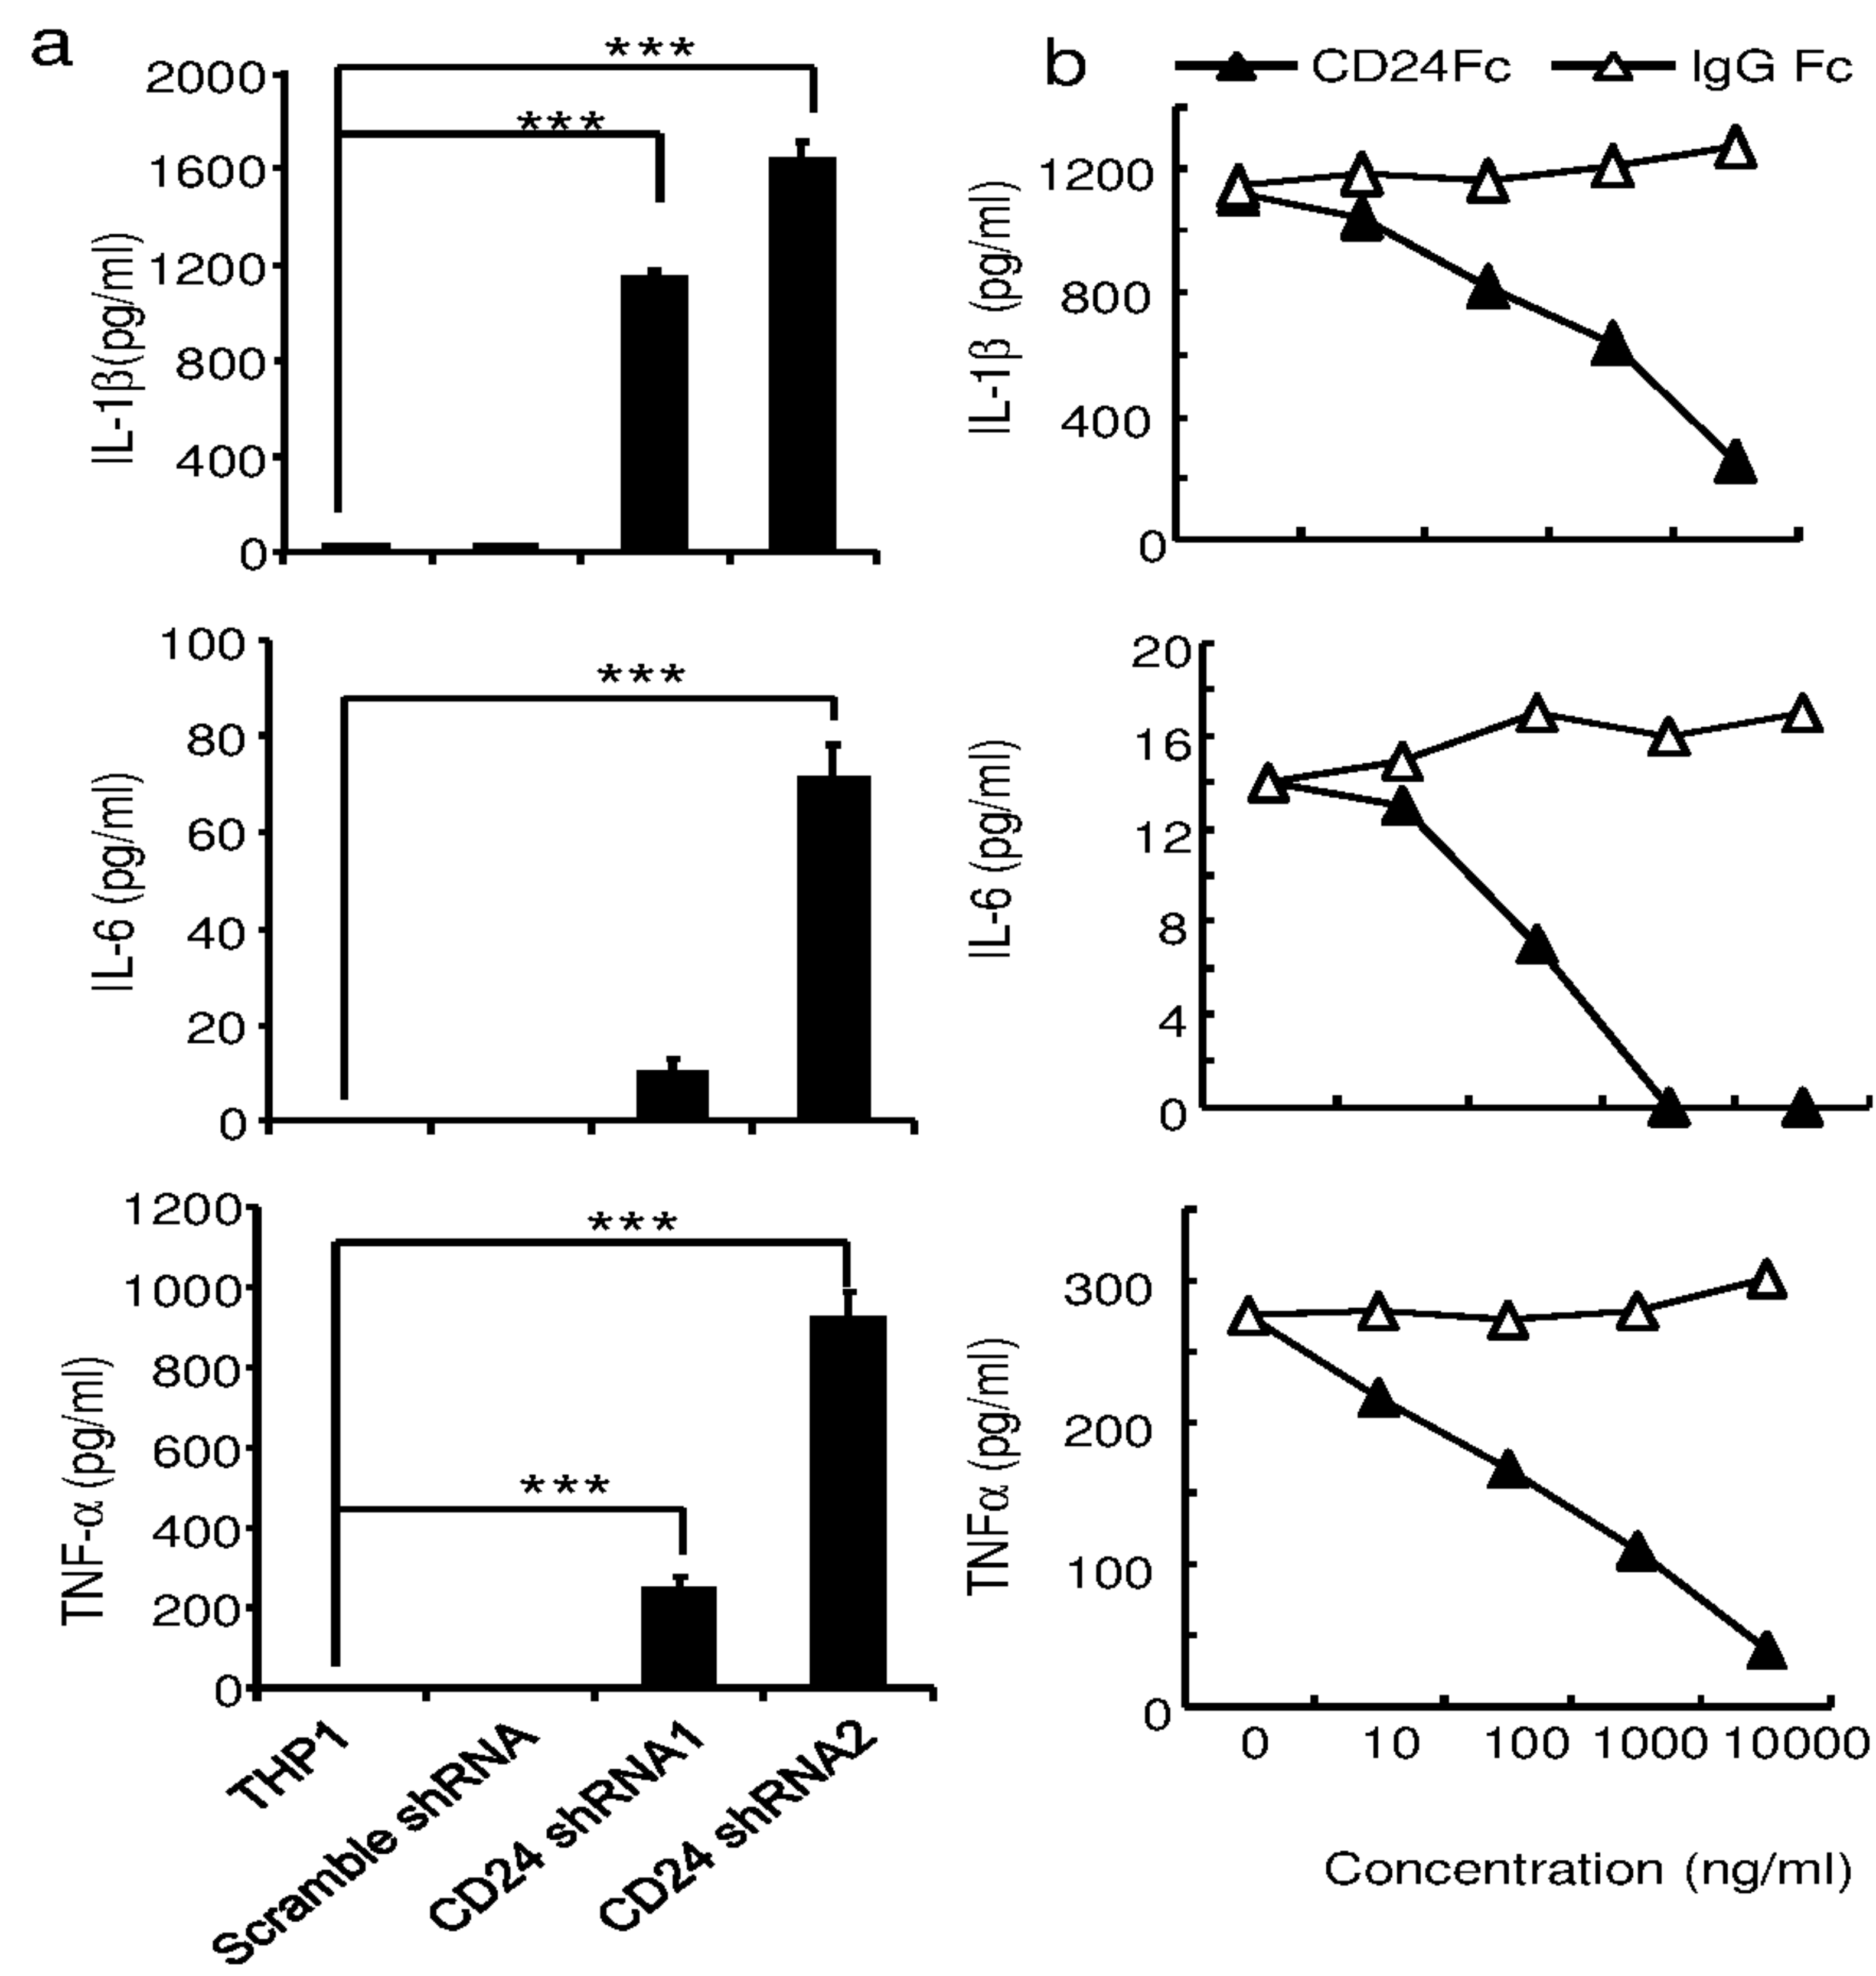 a
***
***
2000
1600
1200
800
400
0
IL-1β(pg/ml)
***
100
80
60
40
20
0
IL-6 (pg/ml)
***
***
1200
1000
800
600
400
200
0
TNF-α (pg/ml)
THP1
Scramble shRNA
CD24 shRNA1
CD24 shRNA2
b
CD24Fc IgG Fc
1200
800
400
0
IL-1β (pg/ml)
20
16
12
8
4
0
IL-6 (pg/ml)
300
200
100
0
TNFα (pg/ml)
0 10 100 1000 10000
Concentration (ng/ml)